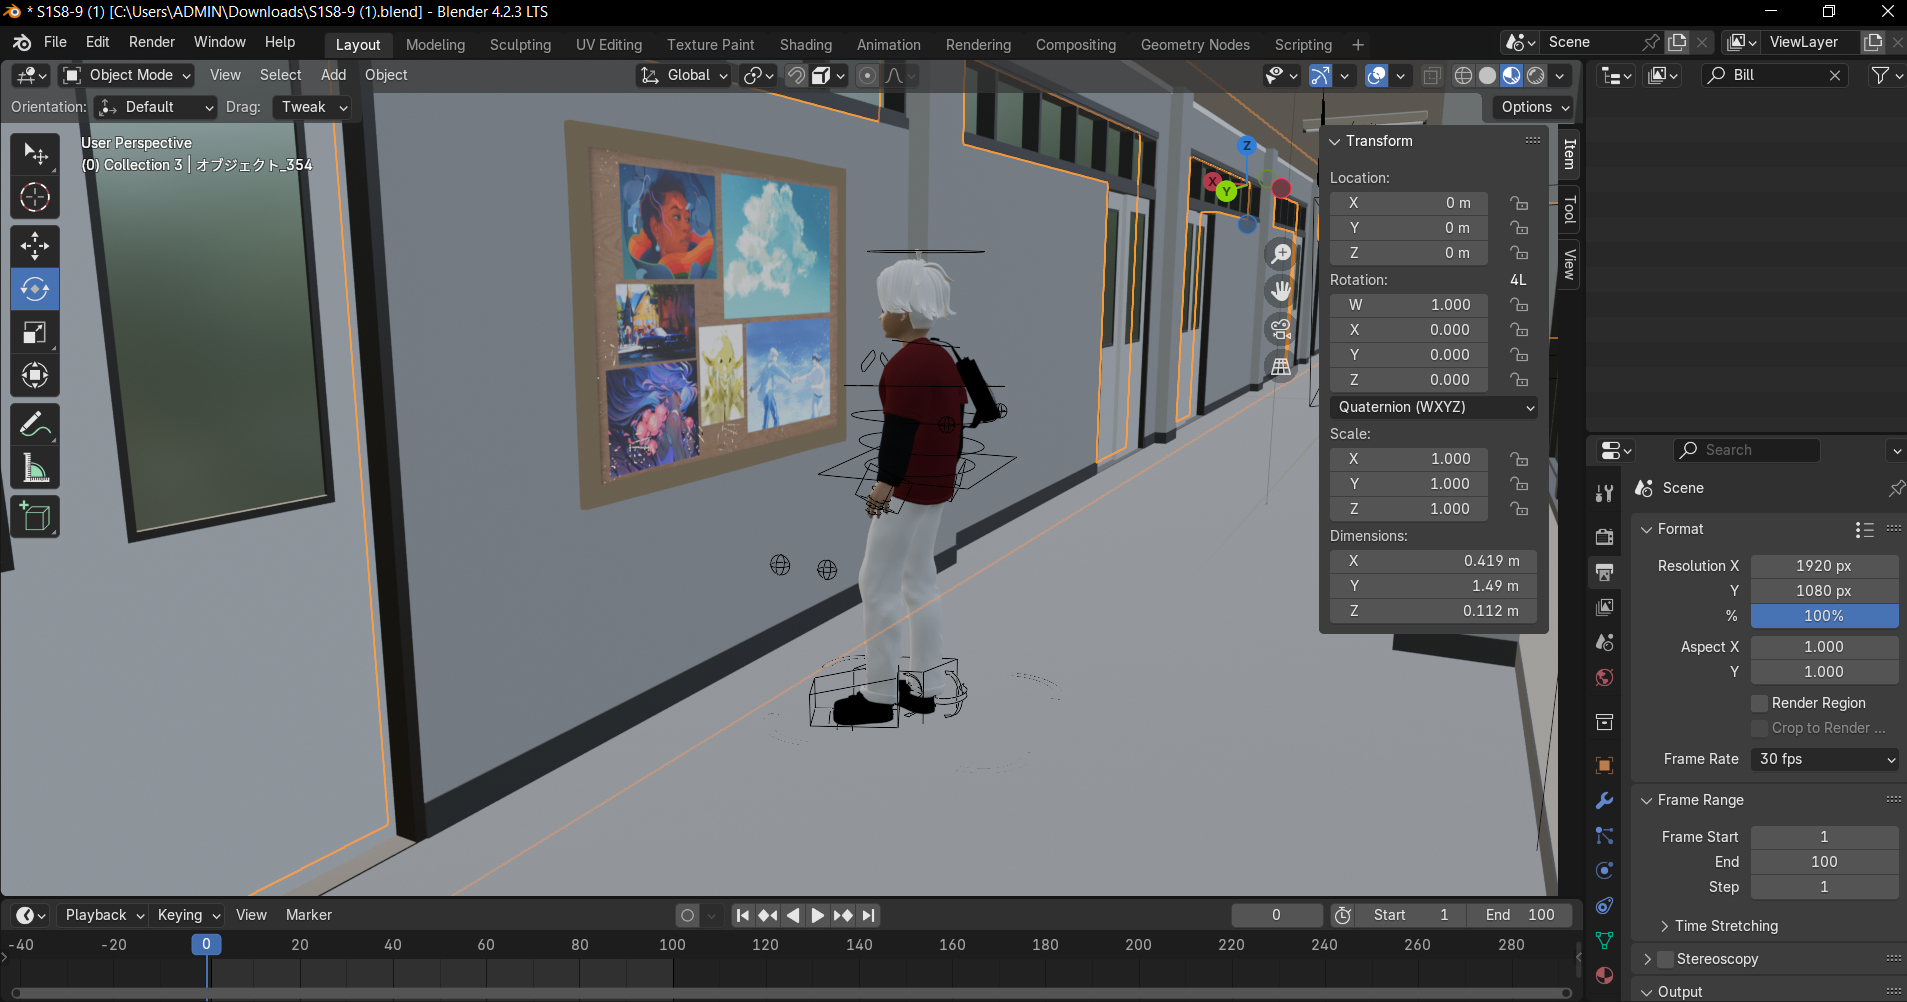 * S1S8-9 (1) [C:\Users\ADMIN\Downloads\S1S8-9 (1).blend] - Blender 4.2.3 LTS
File Edit Render Window Help Layout Modeling Sculpting UV Editing Texture Paint Shading Animation Rendering Compositing Geometry Nodes Scripting + Scene ViewLayer
Object Mode View Select Add Object Global Bill
Orientation: Default Drag: Tweak Options
User Perspective
(0) Collection 3 | オブジェクト_354
Z
X
Y
Transform
Location:
X 0 m
Y 0 m
Z 0 m
Rotation: 4L
W 1.000
X 0.000
Y 0.000
Z 0.000
Quaternion (WXYZ)
Scale:
X 1.000
Y 1.000
Z 1.000
Dimensions:
X 0.419 m
Y 1.49 m
Z 0.112 m
Item
Tool
View
Search
Scene
Format
Resolution X 1920 px
Y 1080 px
% 100%
Aspect X 1.000
Y 1.000
Render Region
Crop to Render ...
Frame Rate 30 fps
Frame Range
Frame Start 1
End 100
Step 1
Time Stretching
Stereoscopy
Output
Playback Keying View Marker 0 Start 1 End 100
-40 -20 0 20 40 60 80 100 120 140 160 180 200 220 240 260 280